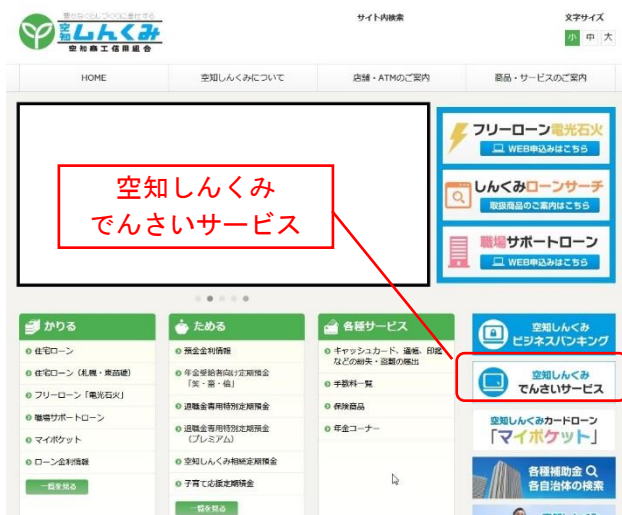 豊かなくらしづくりに奉仕する
空知しんくみ
空知商工信用組合
サイト内検索
文字サイズ
小 中 大
HOME
空知しんくみについて
店舗・ATMのご案内
商品・サービスのご案内
空知しんくみ
でんさいサービス
フリーローン電光石火
WEB申込みはこちら
しんくみローンサーチ
取扱商品のご案内はこちら
職場サポートローン
WEB申込みはこちら
かりる
住宅ローン
住宅ローン（札幌・東苗穂）
フリーローン「電光石火」
職場サポートローン
マイポケット
ローン金利情報
一覧を見る
ためる
預金金利情報
年金受給者向け定期預金
「笑・喜・倍」
退職金専用特別定期預金
退職金専用特別定期預金
（プレミアム）
空知しんくみ相続定期預金
子育て応援定期積金
一覧を見る
各種サービス
キャッシュカード、通帳、印鑑
などの紛失・盗難の届出
手数料一覧
保険商品
年金コーナー
空知しんくみ
ビジネスバンキング
空知しんくみ
でんさいサービス
空知しんくみカードローン
「マイポケット」
各種補助金
各自治体の検索